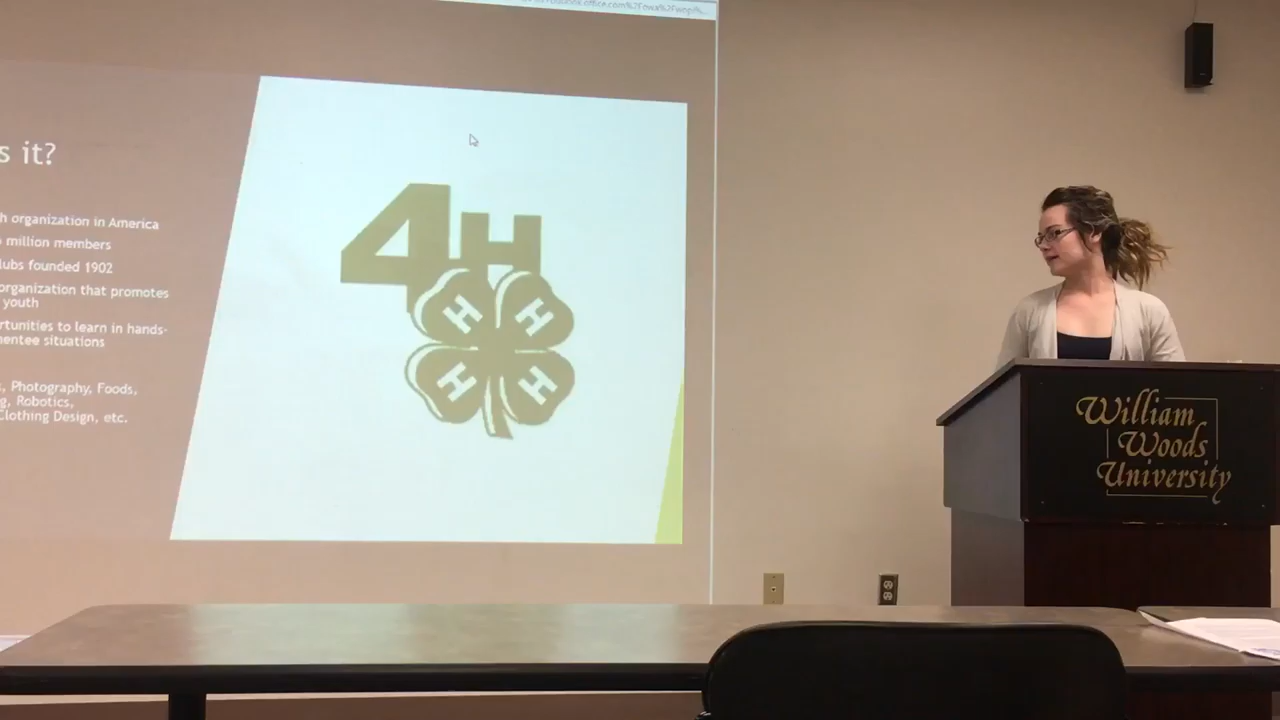 s it?
h organization in America
million members
lubs founded 1902
organization that promotes
youth
rtunities to learn in hands-
entee situations
, Photography, Foods,
g, Robotics,
Clothing Design, etc.
4H
H
H
H
H
William
Woods
University